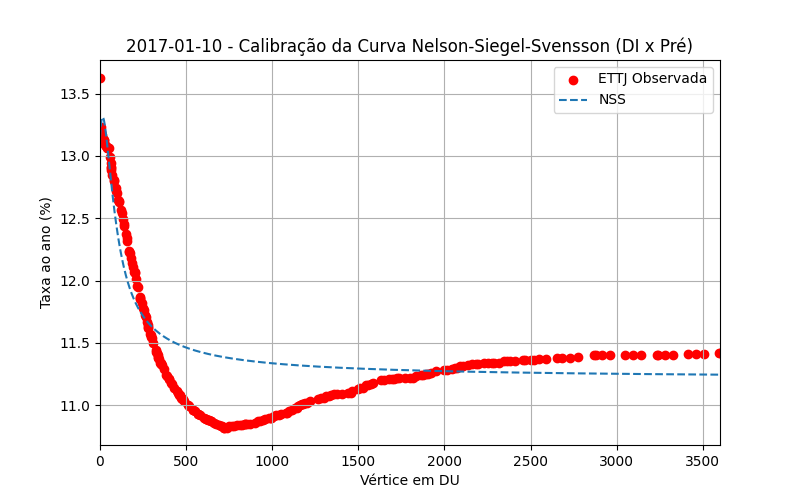 2017-01-10 - Calibração da Curva Nelson-Siegel-Svensson (DI x Pré)
ETTJ Observada
NSS
Taxa ao ano (%)
13.5
13.0
12.5
12.0
11.5
11.0
0 500 1000 1500 2000 2500 3000 3500
Vértice em DU